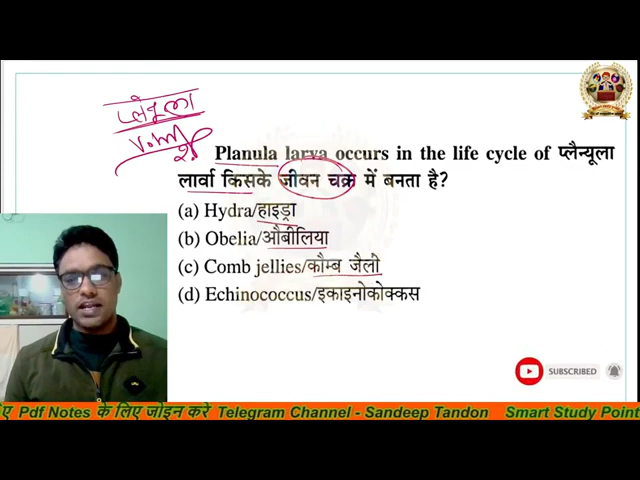 प्लैनुला
Planula larva occurs in the life cycle of प्लैन्यूला
लार्वा किसके जीवन चक्र में बनता है?
(a) Hydra/हाइड्रा
(b) Obelia/औबीलिया
(c) Comb jellies/कौम्ब जैली
(d) Echinococcus/इकाइनोकोक्कस
SUBSCRIBED
Pdf Notes के लिए जोइन करे Telegram Channel - Sandeep Tandon Smart Study Point